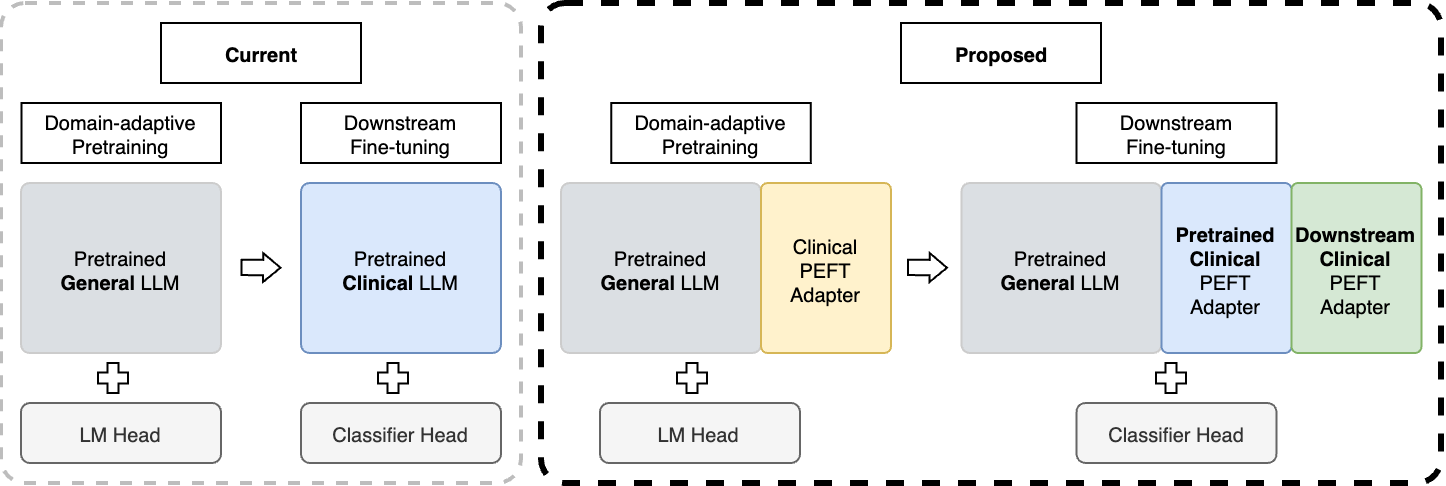 Current
Domain-adaptive
Pretraining
Downstream
Fine-tuning
Pretrained
General LLM
Pretrained
Clinical LLM
LM Head
Classifier Head
Proposed
Domain-adaptive
Pretraining
Downstream
Fine-tuning
Pretrained
General LLM
Clinical
PEFT
Adapter
Pretrained
General LLM
Pretrained
Clinical
PEFT
Adapter
Downstream
Clinical
PEFT
Adapter
LM Head
Classifier Head